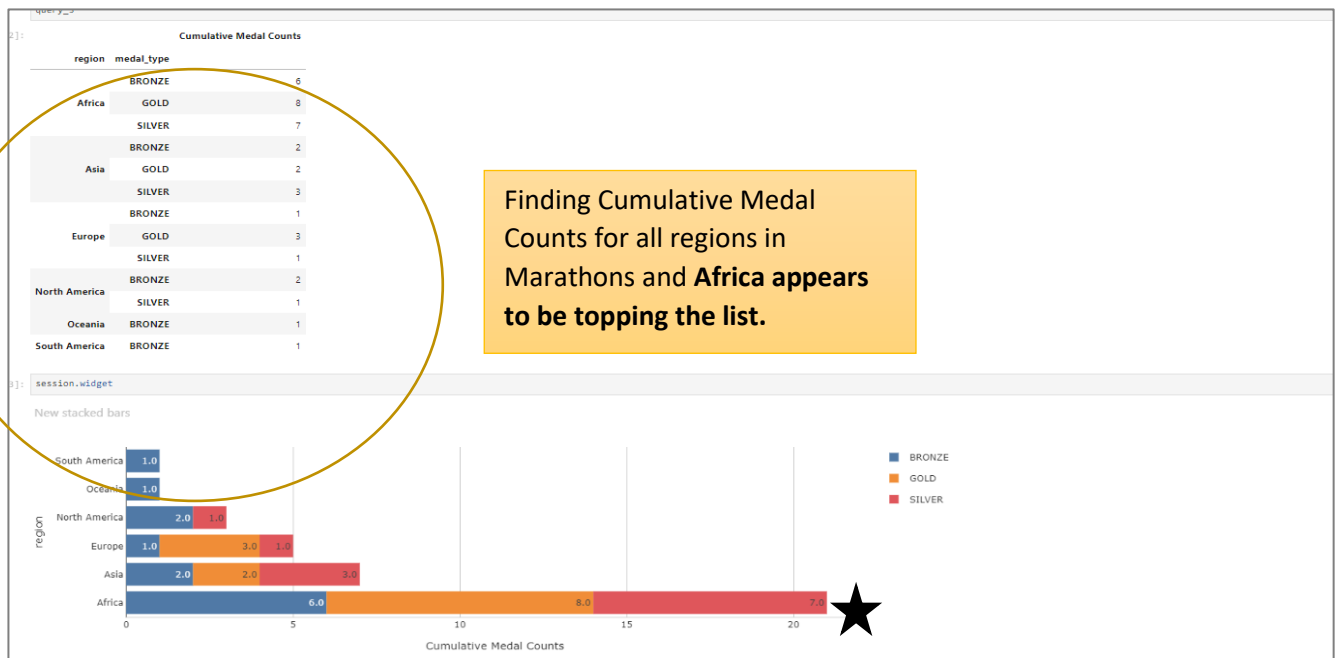 query_3
2]:
Cumulative Medal Counts
region medal_type
BRONZE 6
Africa GOLD 8
SILVER 7
BRONZE 2
Asia GOLD 2
SILVER 3
BRONZE 1
Europe GOLD 3
SILVER 1
BRONZE 2
North America
SILVER 1
Oceania BRONZE 1
South America BRONZE 1
Finding Cumulative Medal
Counts for all regions in
Marathons and Africa appears
to be topping the list.
3]: session.widget
New stacked bars
South America 1.0
Oceania 1.0
North America 2.0 1.0
Europe 1.0 3.0 1.0
Asia 2.0 2.0 3.0
Africa 6.0 8.0 7.0
region
0 5 10 15 20
Cumulative Medal Counts
BRONZE
GOLD
SILVER